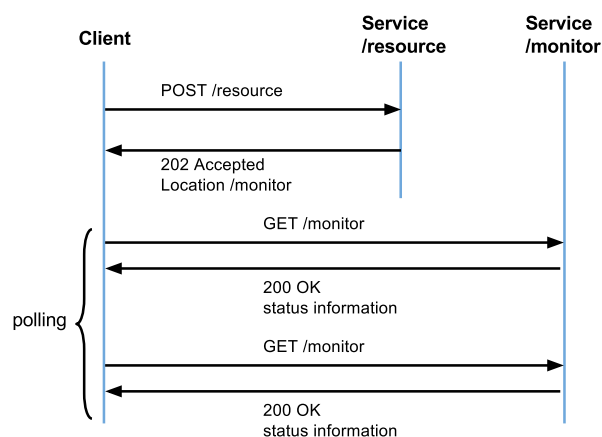 Client
Service
/resource
Service
/monitor
POST /resource
202 Accepted
Location /monitor
GET /monitor
200 OK
status information
polling
GET /monitor
200 OK
status information